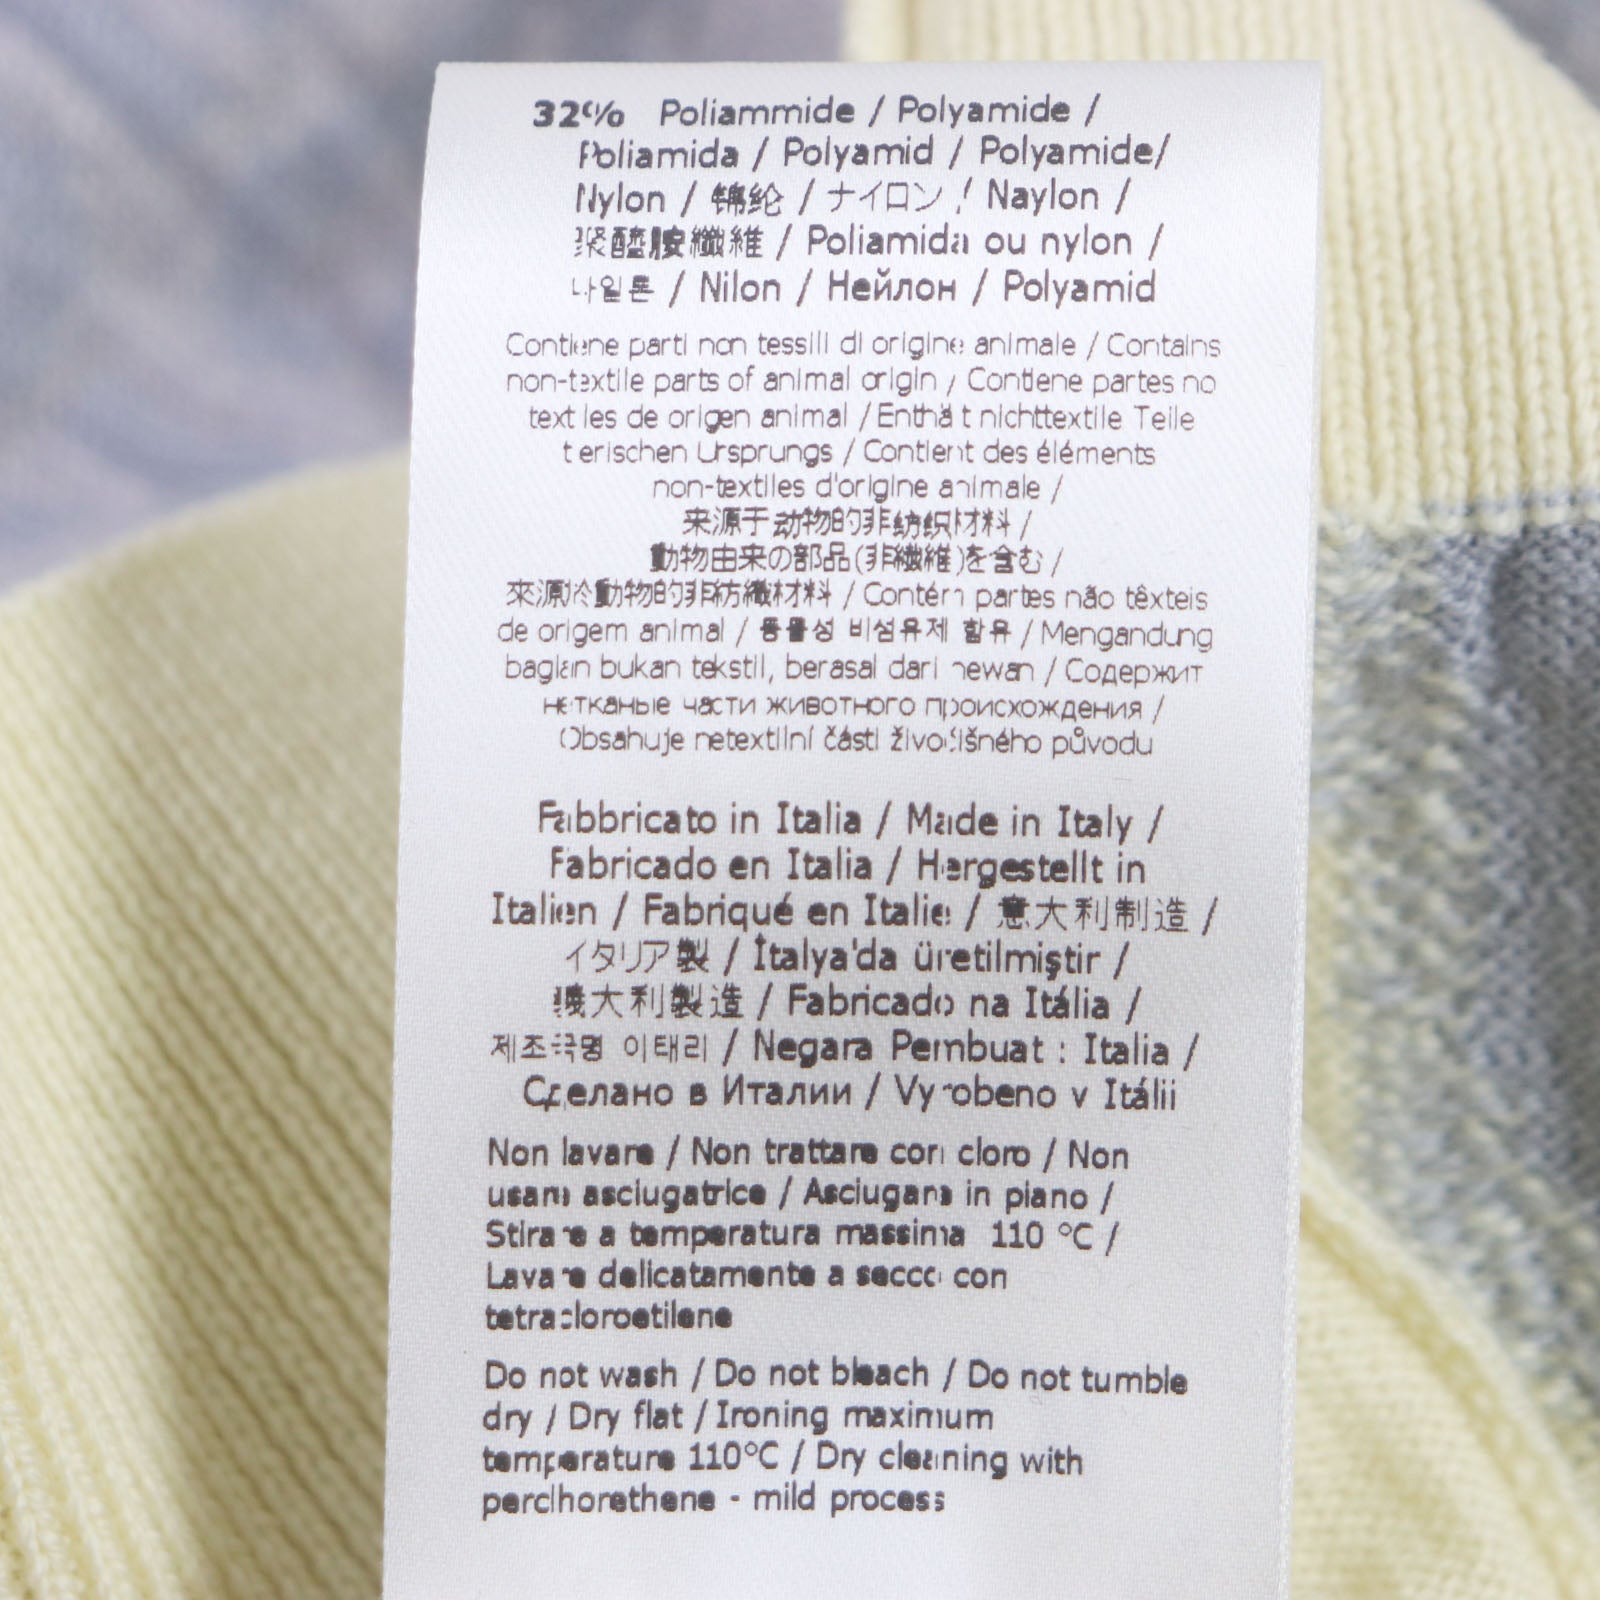 32% Poliammide / Polyamide /
Poliamida / Polyamid / Polyamide/
Nylon / 锦纶 / ナイロン / Naylon /
聚醯胺纖維 / Poliamida ou nylon /
나일론 / Nilon / Нейлон / Polyamid
Contiene parti non tessili di origine animale / Contains
non-textile parts of animal origin / Contiene partes no
textiles de origen animal / Enthält nichttextile Teile
tierischen Ursprungs / Contient des éléments
non-textiles d'origine animale /
来源于动物的非纺织材料 /
動物由来の部品(非繊維)を含む /
來源於動物的非紡織材料 / Contém partes não têxteis
de origem animal / 동물성 비섬유제 함유 / Mengandung
bagian bukan tekstil, berasal dari hewan / Содержит
нетканые части животного происхождения /
Obsahuje netextilní části živočišného původu
Fabbricato in Italia / Made in Italy /
Fabricado en Italia / Hergestellt in
Italien / Fabriqué en Italie / 意大利制造 /
イタリア製 / İtalya'da üretilmiştir /
義大利製造 / Fabricado na Itália /
제조국명 이태리 / Negara Pembuat : Italia /
Сделано в Италии / Vyrobeno v Itálii
Non lavare / Non trattare con cloro / Non
usare asciugatrice / Asciugare in piano /
Stirare a temperatura massima 110 °C /
Lavare delicatamente a secco con
tetracloroetilene
Do not wash / Do not bleach / Do not tumble
dry / Dry flat / Ironing maximum
temperature 110°C / Dry cleaning with
perclhorethene - mild process